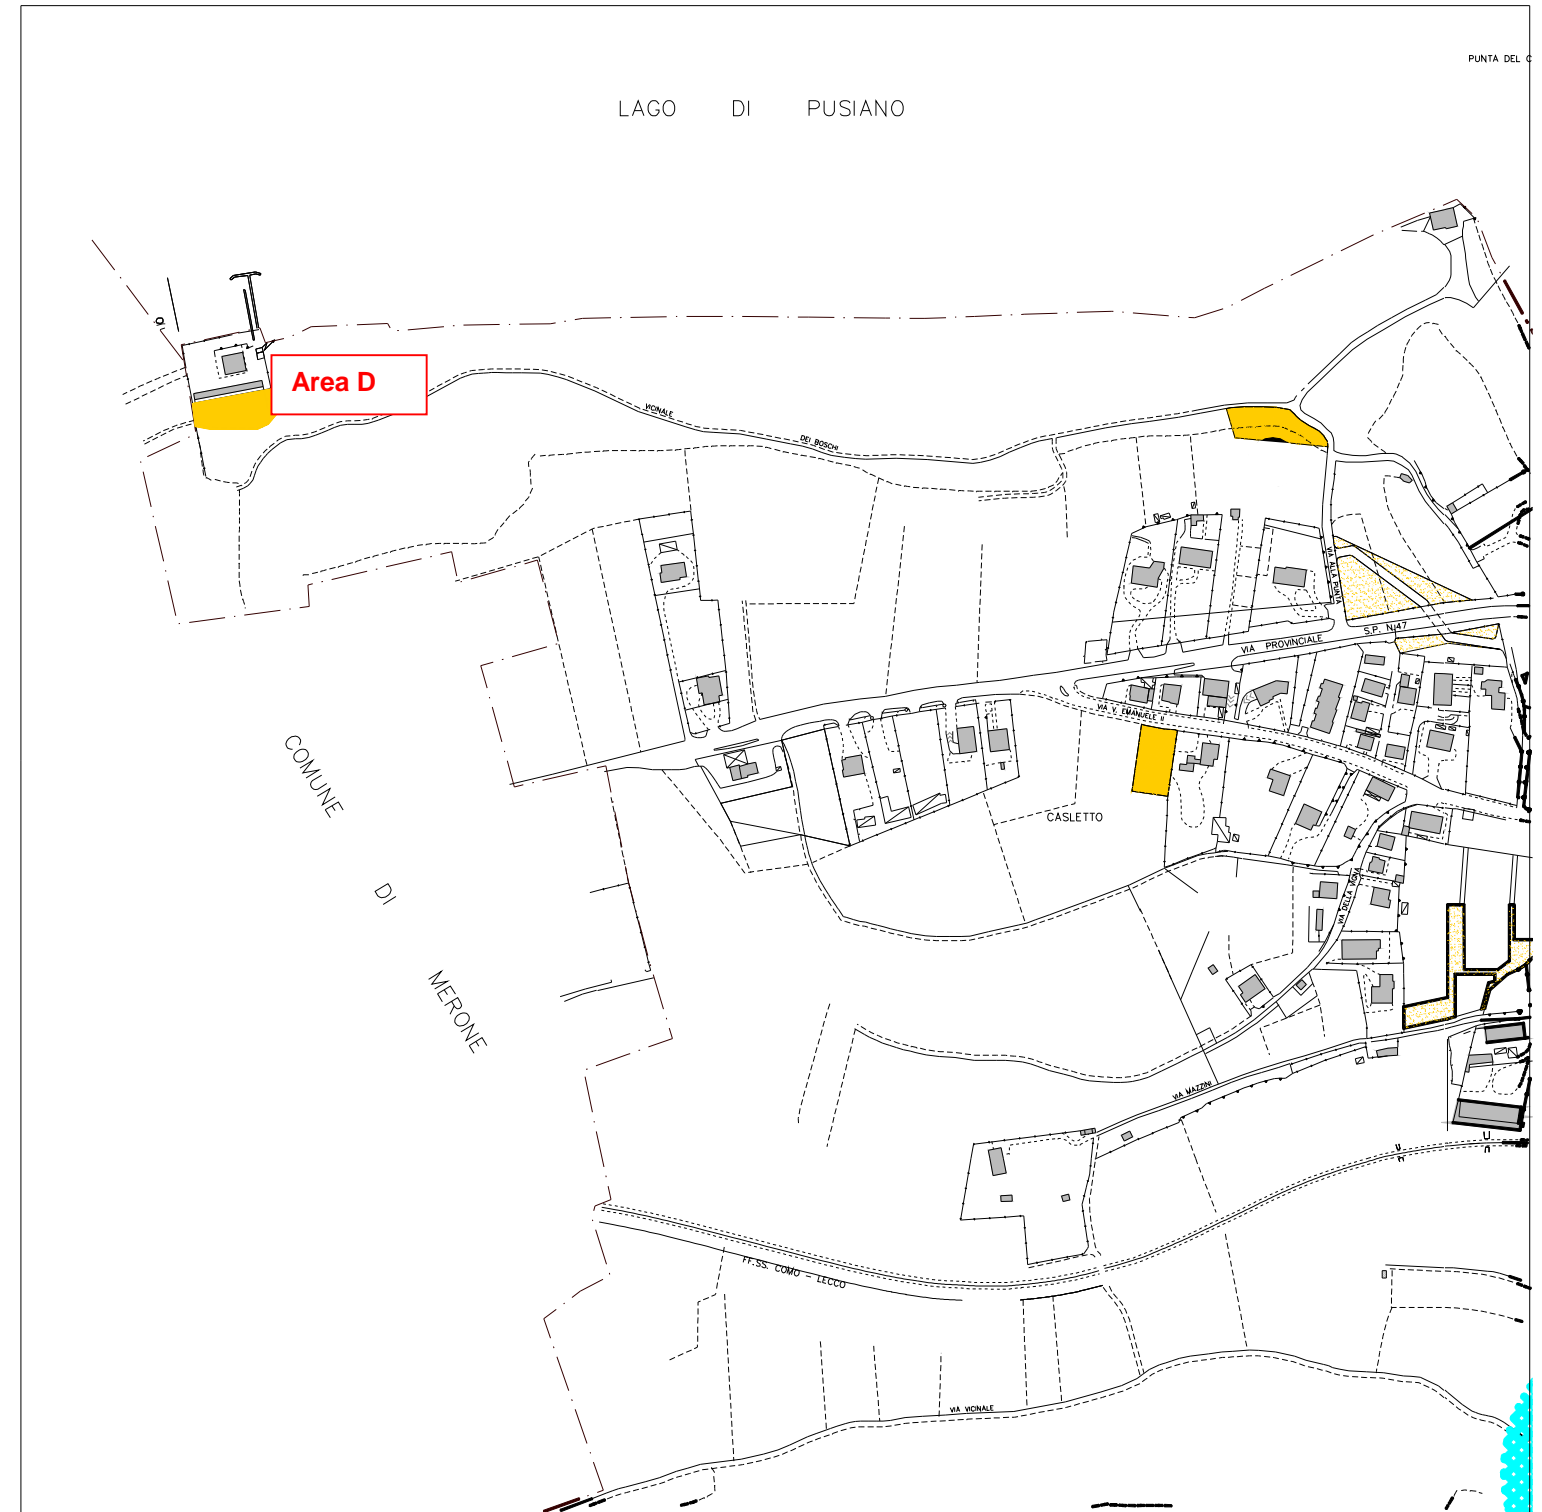 PUNTA DEL C
LAGO DI PUSIANO
Area D
VICINALE
DEI BOSCHI
VIA ALLA PUNTA
S.P. N.47
VIA PROVINCIALE
VIA V. EMANUELE II
COMUNE
DI
MERONE
CASLETTO
VIA DELLA VIGNA
VIA MAZZINI
FF.SS. COMO - LECCO
VIA VICINALE